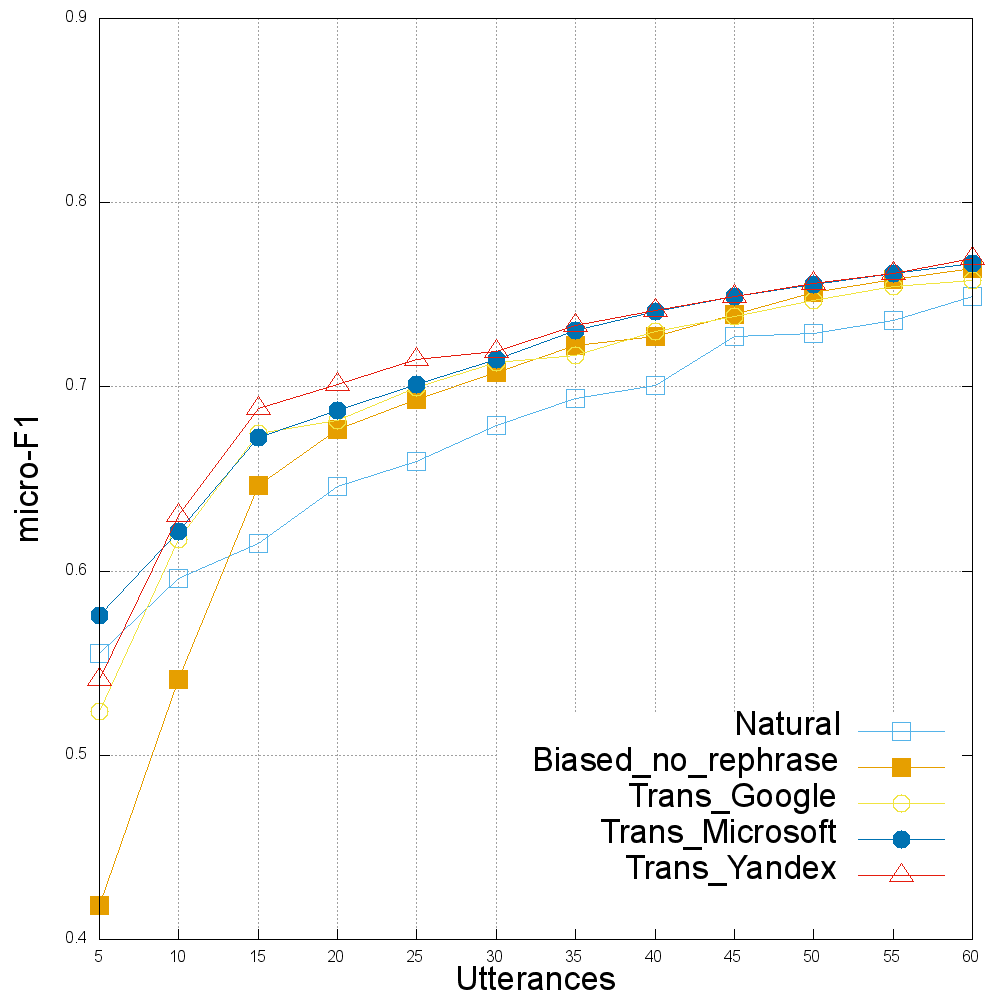 0.9
0.8
0.7
0.6
0.5
0.4
micro-F1
Natural
Biased_no_rephrase
Trans_Google
Trans_Microsoft
Trans_Yandex
5 10 15 20 25 30 35 40 45 50 55 60
Utterances